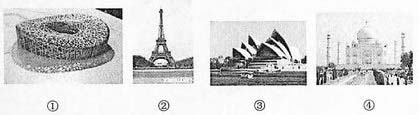 ① ② ③ ④